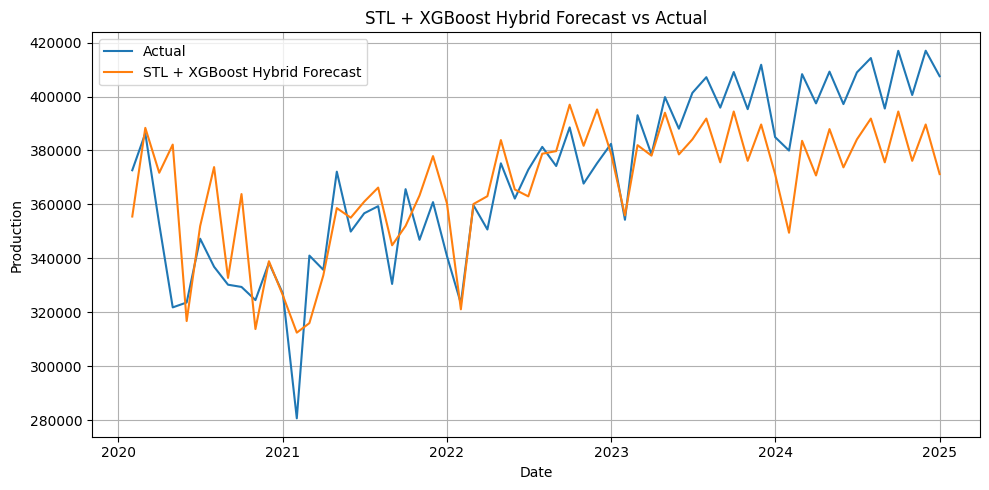 STL + XGBoost Hybrid Forecast vs Actual
Actual
STL + XGBoost Hybrid Forecast
Production
420000
400000
380000
360000
340000
320000
300000
280000
2020
2021
2022
2023
2024
2025
Date